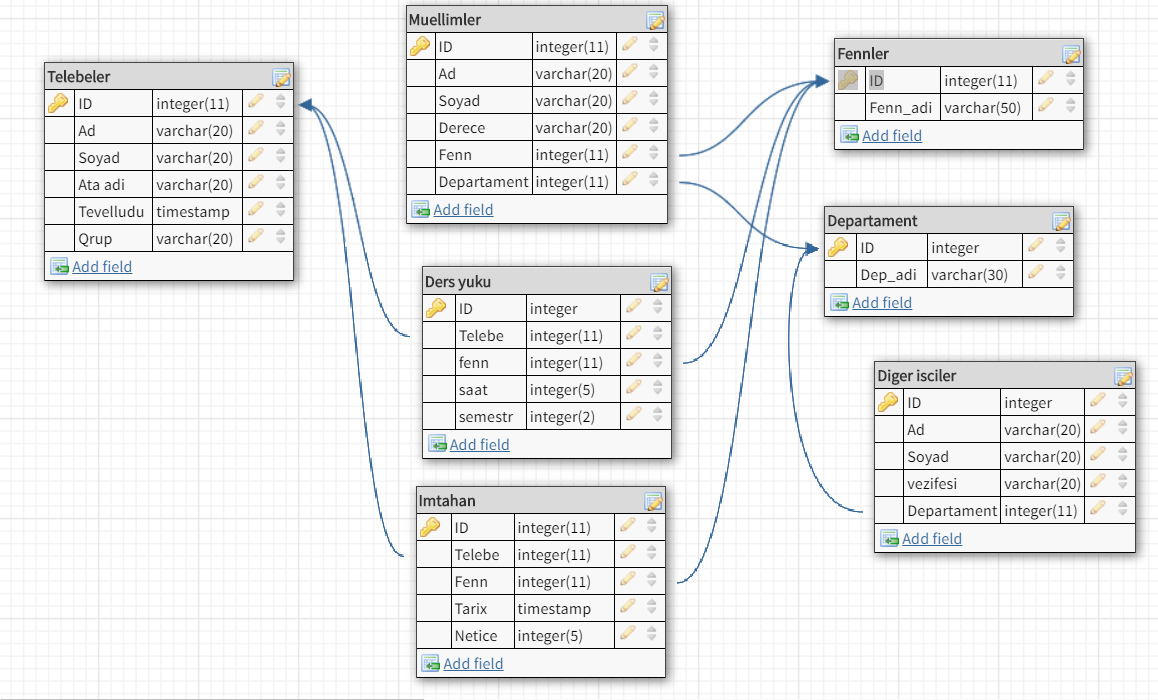 Telebeler
ID integer(11)
Ad varchar(20)
Soyad varchar(20)
Ata adi varchar(20)
Tevelludu timestamp
Qrup varchar(20)
Add field
Muellimler
ID integer(11)
Ad varchar(20)
Soyad varchar(20)
Derece varchar(20)
Fenn integer(11)
Departament integer(11)
Add field
Ders yuku
ID integer
Telebe integer(11)
fenn integer(11)
saat integer(5)
semestr integer(2)
Add field
Imtahan
ID integer(11)
Telebe integer(11)
Fenn integer(11)
Tarix timestamp
Netice integer(5)
Add field
Fennler
ID integer(11)
Fenn_adi varchar(50)
Add field
Departament
ID integer
Dep_adi varchar(30)
Add field
Diger isciler
ID integer
Ad varchar(20)
Soyad varchar(20)
vezifesi varchar(20)
Departament integer(11)
Add field